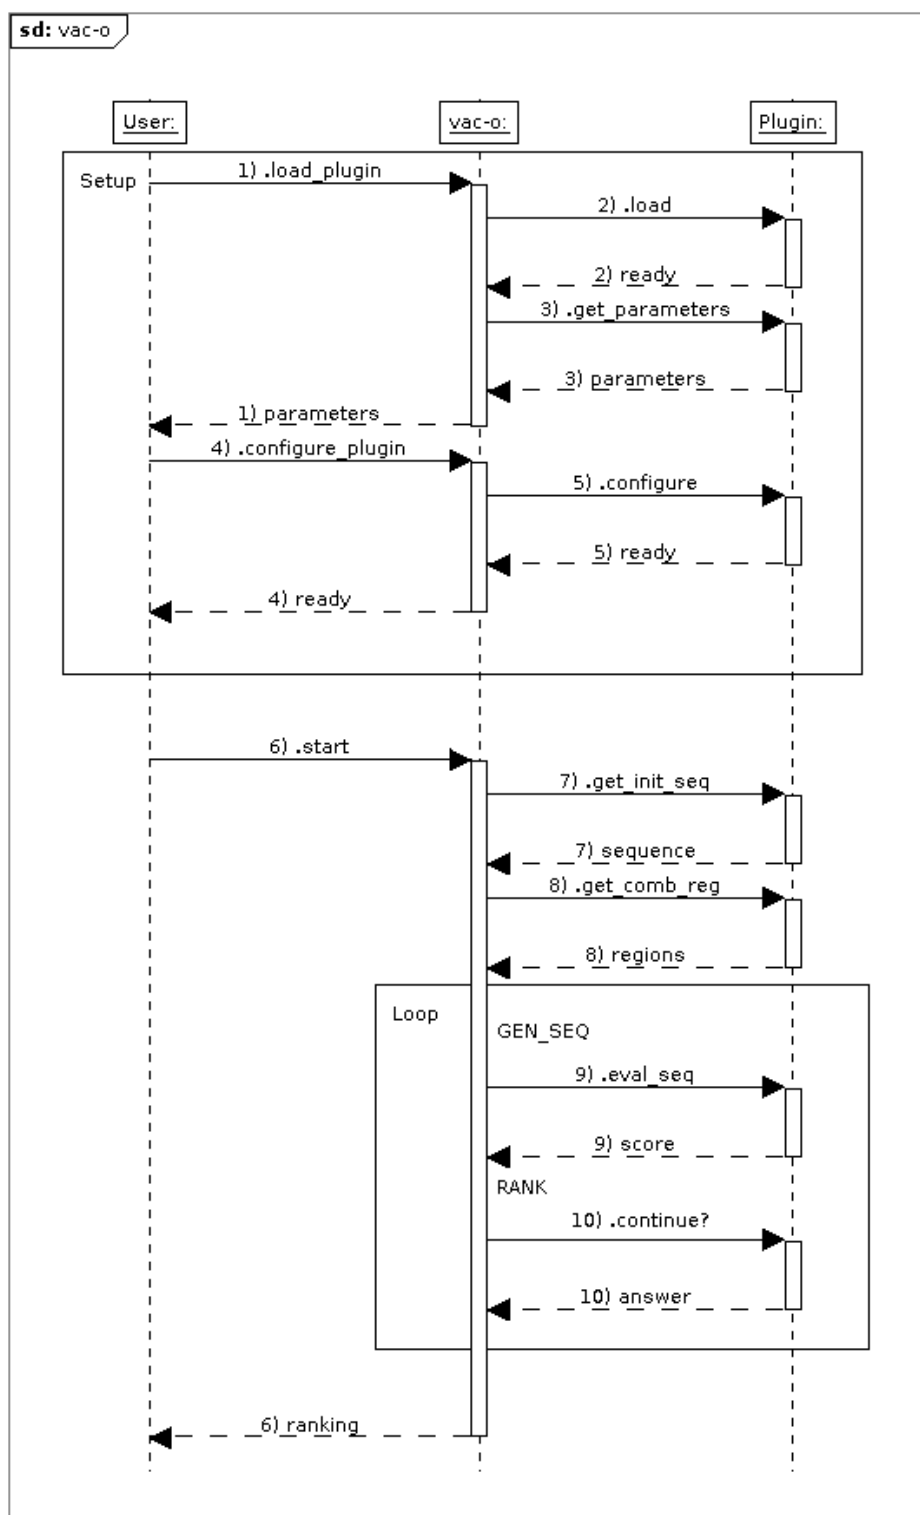 sd: vac-o
User:
vac-o:
Plugin:
Setup
1) .load_plugin
2) .load
2) ready
3) .get_parameters
3) parameters
1) parameters
4) .configure_plugin
5) .configure
5) ready
4) ready
6) .start
7) .get_init_seq
7) sequence
8) .get_comb_reg
8) regions
Loop
GEN_SEQ
9) .eval_seq
9) score
RANK
10) .continue?
10) answer
6) ranking